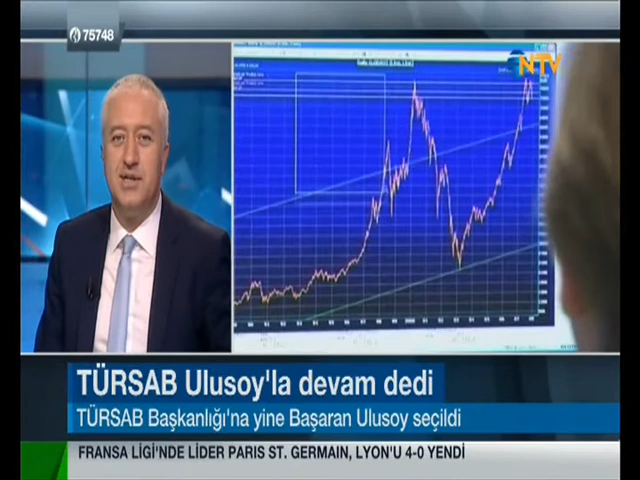 75748
NTV
TÜRSAB Ulusoy'la devam dedi
TÜRSAB Başkanlığı'na yine Başaran Ulusoy seçildi
FRANSA LİGİ'NDE LİDER PARIS ST. GERMAIN, LYON'U 4-0 YENDİ